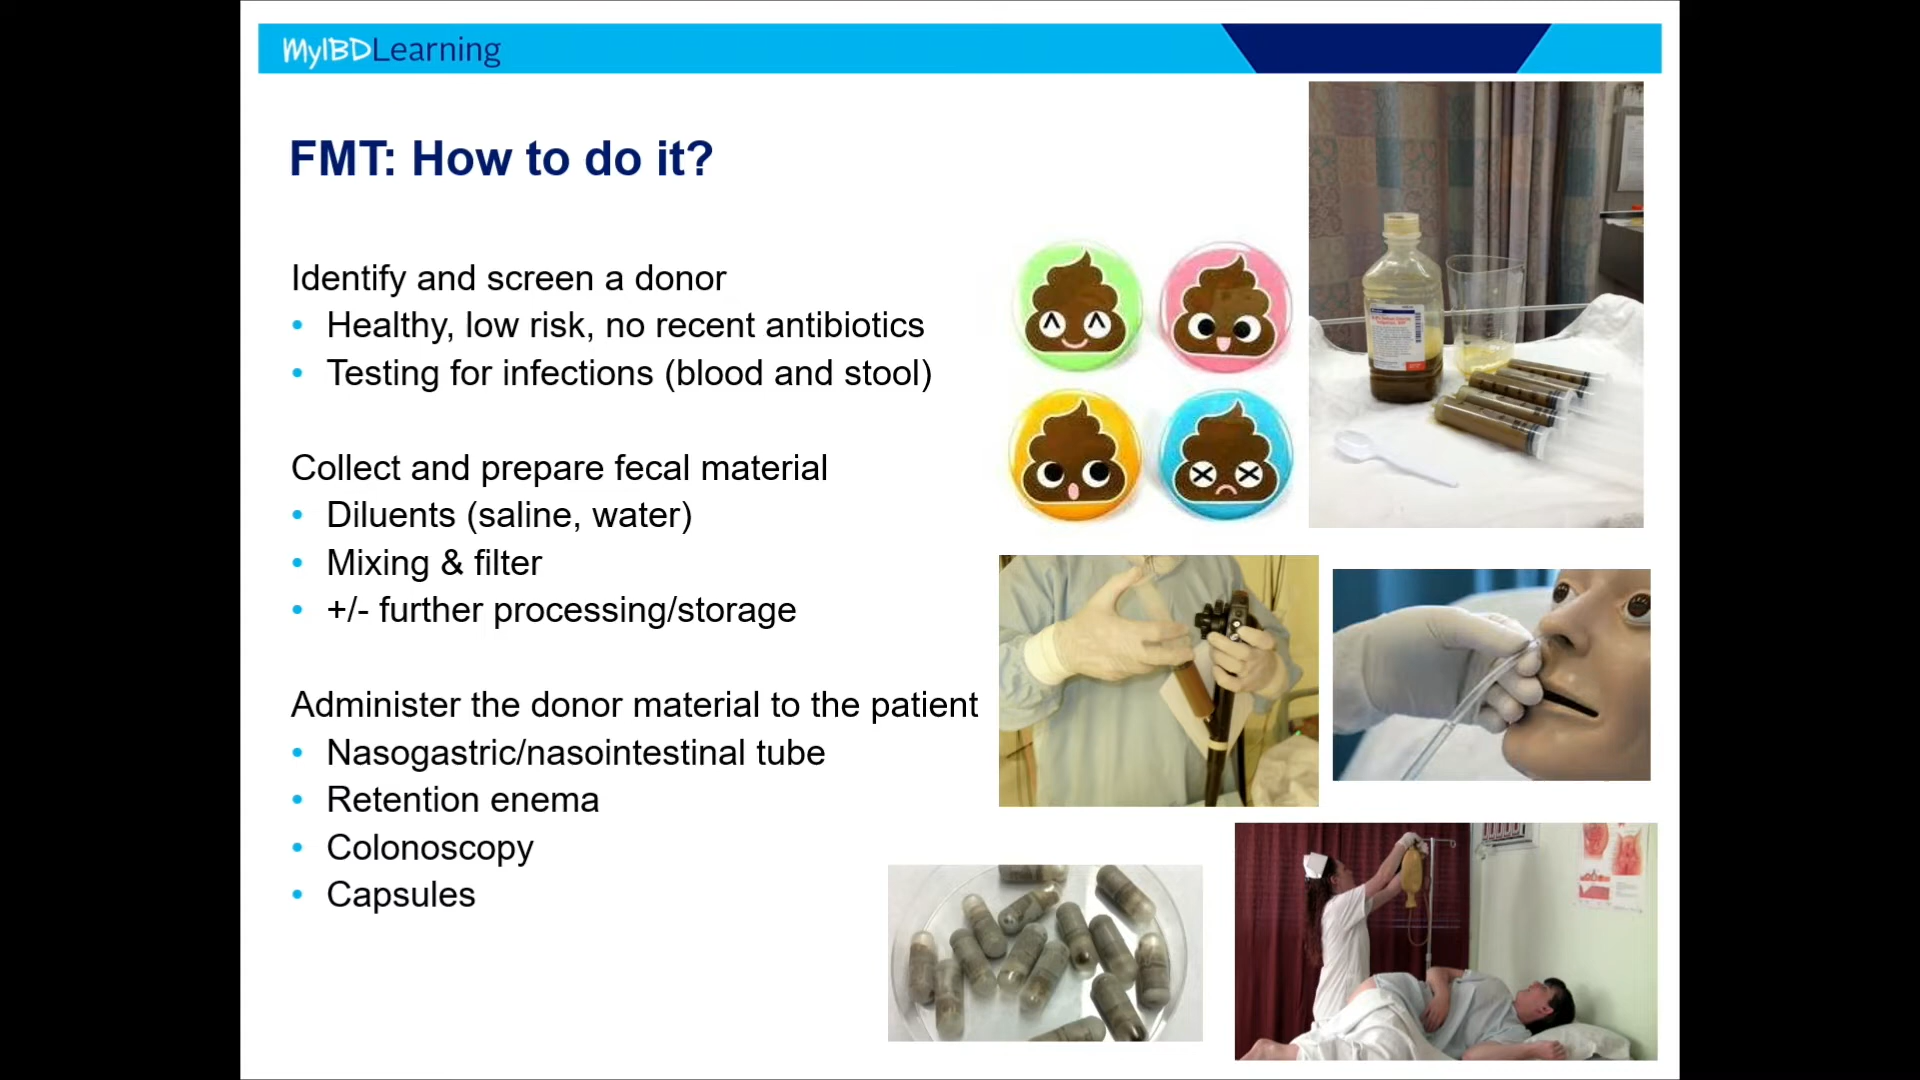 MyIBDLearning
FMT: How to do it?
Identify and screen a donor
• Healthy, low risk, no recent antibiotics
• Testing for infections (blood and stool)
Collect and prepare fecal material
• Diluents (saline, water)
• Mixing & filter
• +/- further processing/storage
Administer the donor material to the patient
• Nasogastric/nasointestinal tube
• Retention enema
• Colonoscopy
• Capsules